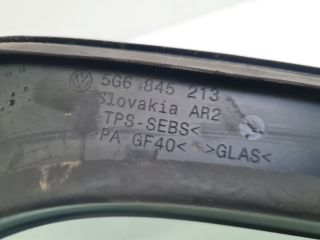 5G6 845 213
Slovakia AR2
>TPS-SEBS<
>PA GF40< >GLAS<